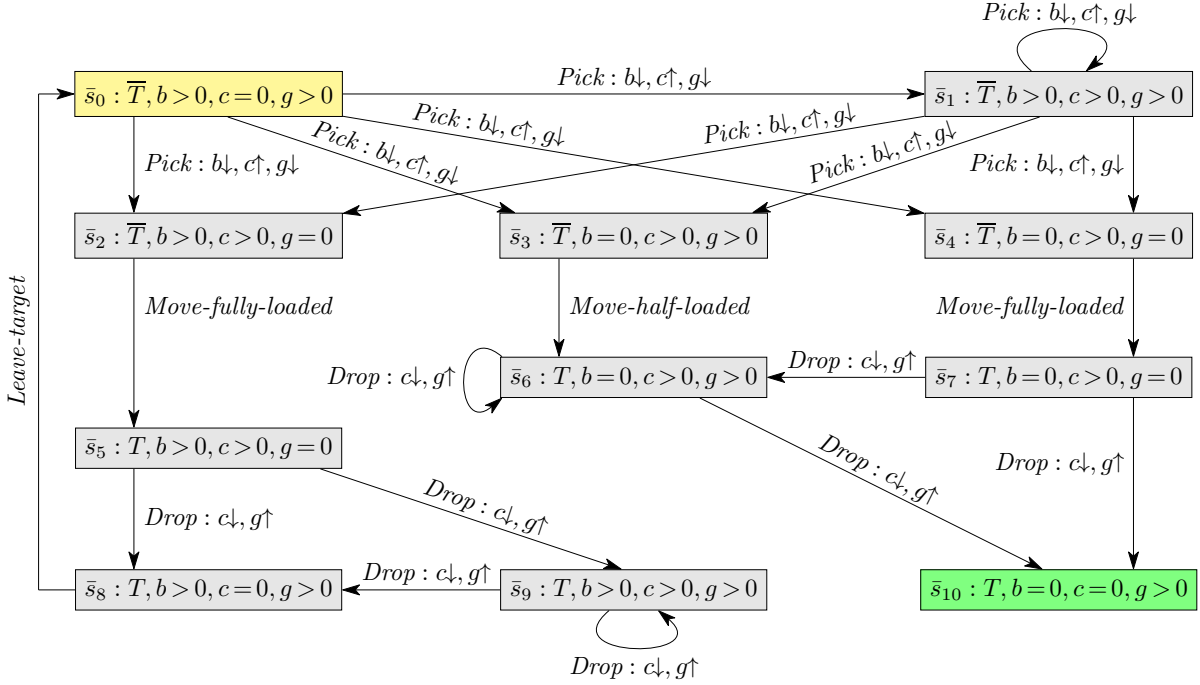 Pick : b↓, c↑, g↓
s̄₀ : T̅, b > 0, c = 0, g > 0
Pick : b↓, c↑, g↓
s̄₁ : T̅, b > 0, c > 0, g > 0
Pick : b↓, c↑, g↓
Pick : b↓, c↑, g↓
Pick : b↓, c↑, g↓
Pick : b↓, c↑, g↓
Pick : b↓, c↑, g↓
Pick : b↓, c↑, g↓
s̄₂ : T̅, b > 0, c > 0, g = 0
s̄₃ : T̅, b = 0, c > 0, g > 0
s̄₄ : T̅, b = 0, c > 0, g = 0
Leave-target
Move-fully-loaded
Move-half-loaded
Move-fully-loaded
Drop : c↓, g↑
s̄₆ : T, b = 0, c > 0, g > 0
Drop : c↓, g↑
s̄₇ : T, b = 0, c > 0, g = 0
s̄₅ : T, b > 0, c > 0, g = 0
Drop : c↓, g↑
Drop : c↓, g↑
Drop : c↓, g↑
Drop : c↓, g↑
s̄₈ : T, b > 0, c = 0, g > 0
Drop : c↓, g↑
s̄₉ : T, b > 0, c > 0, g > 0
s̄₁₀ : T, b = 0, c = 0, g > 0
Drop : c↓, g↑